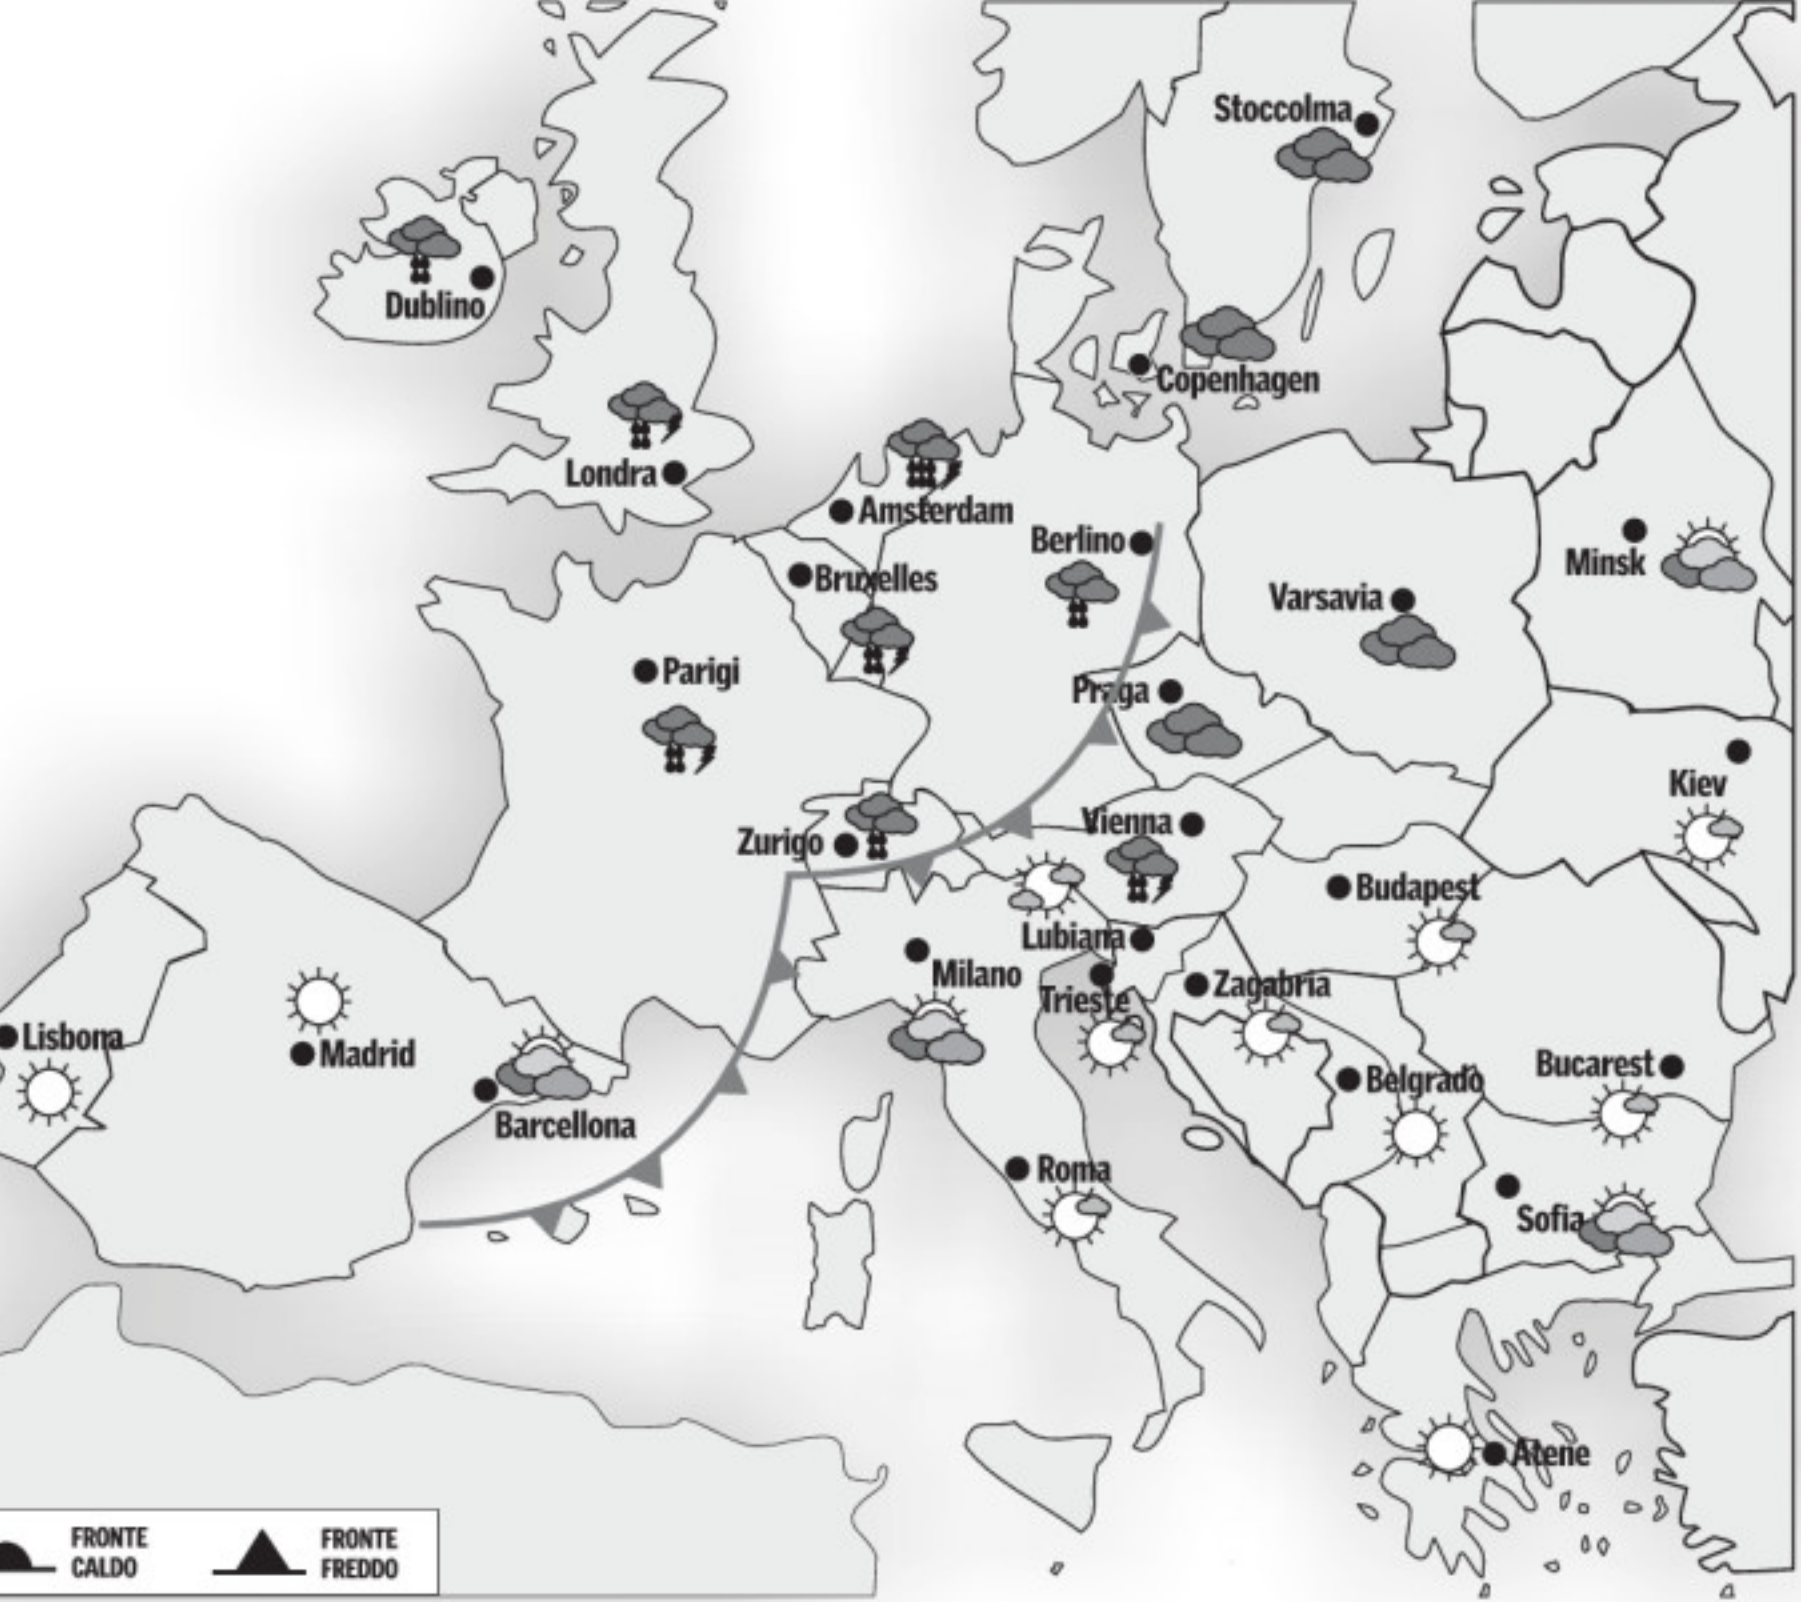 Stoccolma
Dublino
Copenhagen
Londra
Amsterdam
Berlino
Bruxelles
Minsk
Varsavia
Parigi
Praga
Kiev
Vienna
Zurigo
Budapest
Lubiana
Milano
Trieste
Zagabria
Lisbona
Madrid
Bucarest
Belgrado
Barcellona
Roma
Sofia
Atene
FRONTE
CALDO
FRONTE
FREDDO